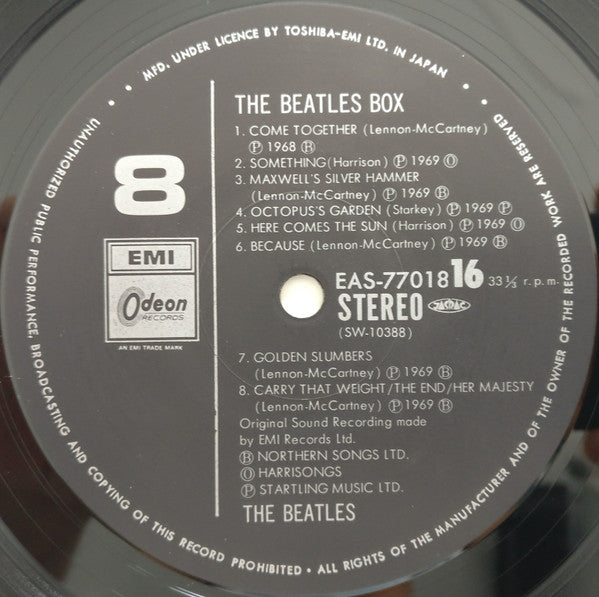 • MFD. UNDER LICENCE BY TOSHIBA-EMI LTD. IN JAPAN •
THE BEATLES BOX
1. COME TOGETHER (Lennon-McCartney)
Ⓟ 1968 Ⓑ
2. SOMETHING (Harrison) Ⓟ 1969 Ⓞ
3. MAXWELL'S SILVER HAMMER
(Lennon-McCartney) Ⓟ 1969 Ⓑ
4. OCTOPUS'S GARDEN (Starkey) Ⓟ 1969 Ⓟ
5. HERE COMES THE SUN (Harrison) Ⓟ 1969 Ⓞ
6. BECAUSE (Lennon-McCartney) Ⓟ 1969 Ⓑ
8
EMI
Odeon
RECORDS
AN EMI TRADE MARK
EAS-77018 16 33 ⅓ r.p.m.
STEREO
(SW-10388)
7. GOLDEN SLUMBERS
(Lennon-McCartney) Ⓟ 1969 Ⓑ
8. CARRY THAT WEIGHT/THE END/HER MAJESTY
(Lennon-McCartney) Ⓟ 1969 Ⓑ
Original Sound Recording made
by EMI Records Ltd.
Ⓑ NORTHERN SONGS LTD.
Ⓞ HARRISONGS
Ⓟ STARTLING MUSIC LTD.
THE BEATLES
• UNAUTHORIZED PUBLIC PERFORMANCE, BROADCASTING AND COPYING OF THIS RECORD PROHIBITED • ALL RIGHTS OF THE MANUFACTURER AND OF THE OWNER OF THE RECORDED WORK ARE RESERVED •